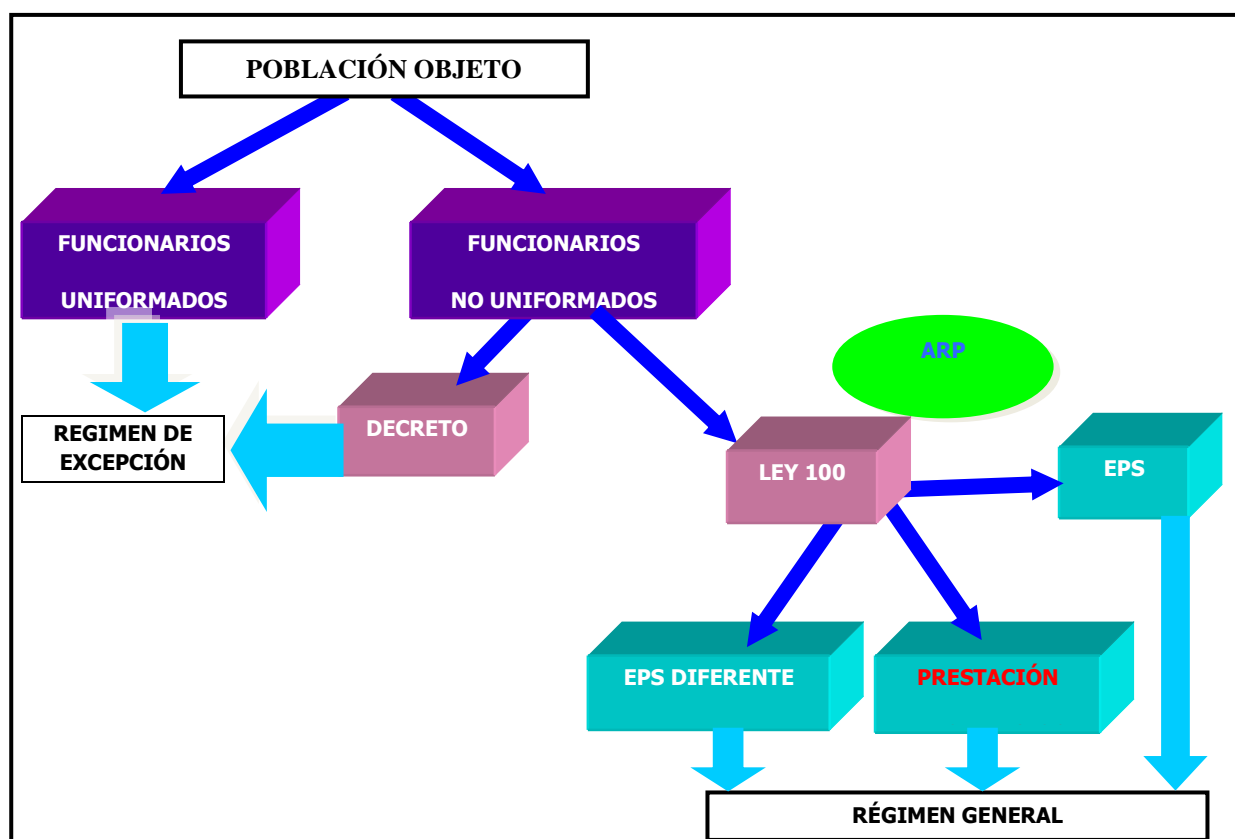 POBLACIÓN OBJETO
FUNCIONARIOS
UNIFORMADOS
FUNCIONARIOS
NO UNIFORMADOS
ARP
REGIMEN DE
EXCEPCIÓN
DECRETO
LEY 100
EPS
EPS DIFERENTE
PRESTACIÓN
RÉGIMEN GENERAL